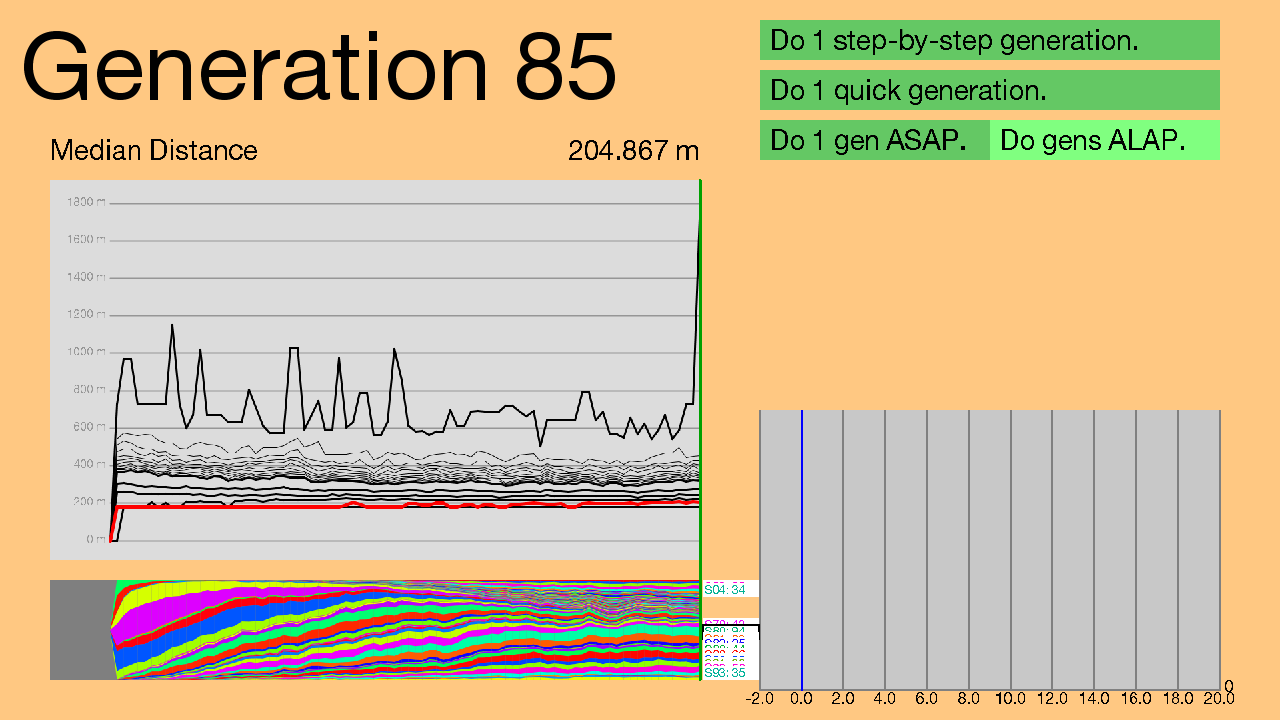 Generation 85
Do 1 step-by-step generation.
Do 1 quick generation.
Do 1 gen ASAP.
Do gens ALAP.
Median Distance
204.867 m
1800 m
1600 m
1400 m
1200 m
1000 m
800 m
600 m
400 m
200 m
0 m
S04: 34
S93: 35
0
-2.0 0.0 2.0 4.0 6.0 8.0 10.0 12.0 14.0 16.0 18.0 20.0